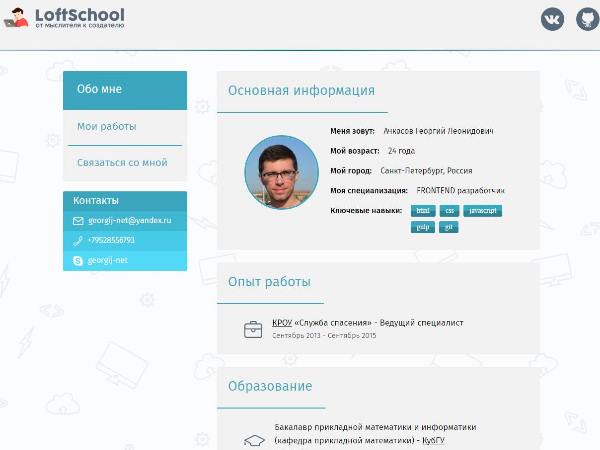 LoftSchool
от мыслителя к создателю
Обо мне
Мои работы
Связаться со мной
Контакты
georgij-net@yandex.ru
+79528556793
georgij-net
Основная информация
Меня зовут: Ачкасов Георгий Леонидович
Мой возраст: 24 года
Мой город: Санкт-Петербург, Россия
Моя специализация: FRONTEND разработчик
Ключевые навыки: html css javascript
gulp git
Опыт работы
КРОУ «Служба спасения» - Ведущий специалист
Сентябрь 2013 - Сентябрь 2015
Образование
Бакалавр прикладной математики и информатики
(кафедра прикладной математики) - КубГУ